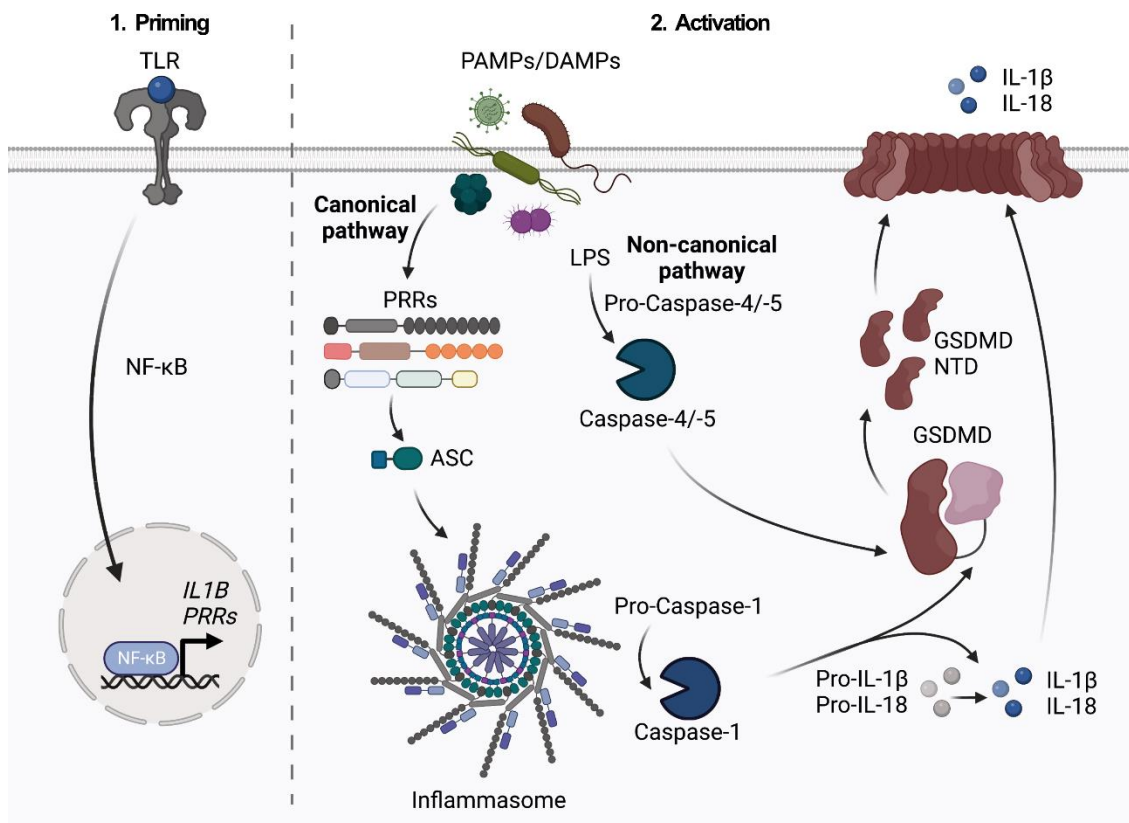 1. Priming
TLR
NF-κB
IL1B
PRRs
NF-κB
2. Activation
PAMPs/DAMPs
Canonical
pathway
PRRs
ASC
Inflammasome
LPS
Non-canonical
pathway
Pro-Caspase-4/-5
Caspase-4/-5
Pro-Caspase-1
Caspase-1
IL-1β
IL-18
GSDMD
NTD
GSDMD
Pro-IL-1β
Pro-IL-18
IL-1β
IL-18